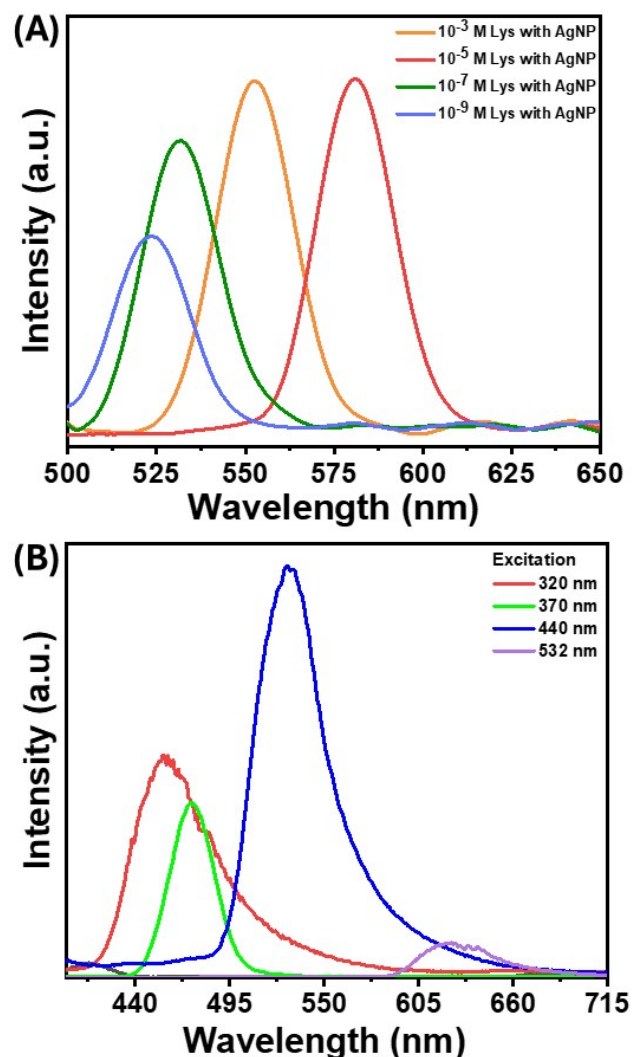 (A)
10⁻³ M Lys with AgNP
10⁻⁵ M Lys with AgNP
10⁻⁷ M Lys with AgNP
10⁻⁹ M Lys with AgNP
Intensity (a.u.)
500 525 550 575 600 625 650
Wavelength (nm)
(B)
Excitation
320 nm
370 nm
440 nm
532 nm
Intensity (a.u.)
440 495 550 605 660 715
Wavelength (nm)